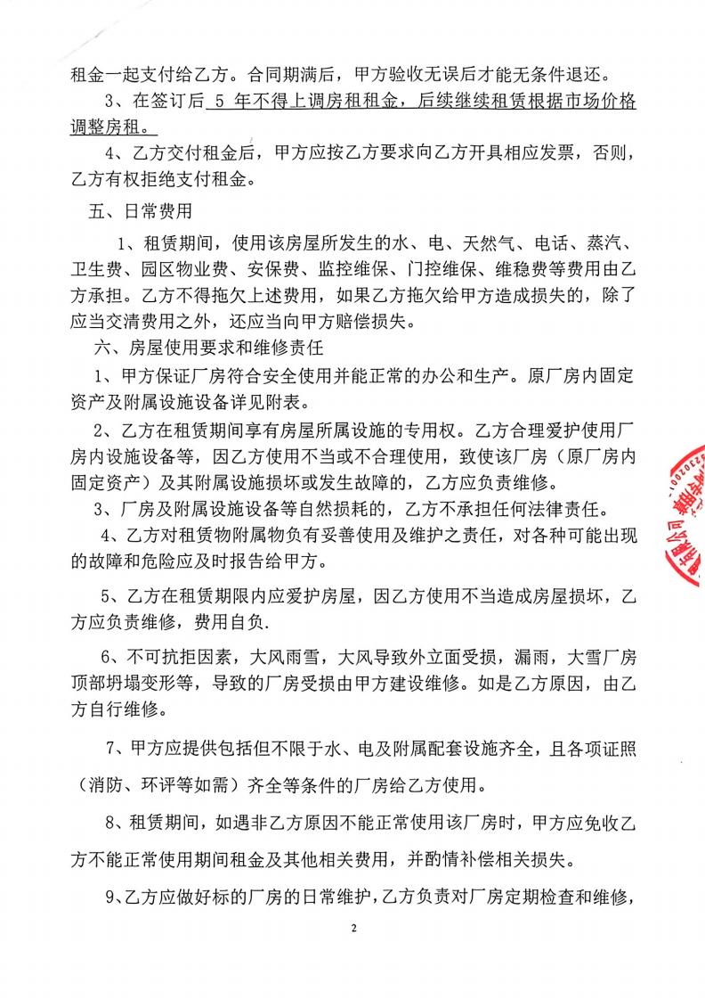 租金一起支付给乙方。合同期满后，甲方验收无误后才能无条件退还。
3、在签订后 5 年不得上调房租租金，后续继续租赁根据市场价格
调整房租。
4、乙方交付租金后，甲方应按乙方要求向乙方开具相应发票，否则，
乙方有权拒绝支付租金。
五、日常费用
1、租赁期间，使用该房屋所发生的水、电、天然气、电话、蒸汽、
卫生费、园区物业费、安保费、监控维保、门控维保、维稳费等费用由乙
方承担。乙方不得拖欠上述费用，如果乙方拖欠给甲方造成损失的，除了
应当交清费用之外，还应当向甲方赔偿损失。
六、房屋使用要求和维修责任
1、甲方保证厂房符合安全使用并能正常的办公和生产。原厂房内固定
资产及附属设施设备详见附表。
2、乙方在租赁期间享有房屋所属设施的专用权。乙方合理爱护使用厂
房内设施设备等，因乙方使用不当或不合理使用，致使该厂房（原厂房内
固定资产）及其附属设施损坏或发生故障的，乙方应负责维修。
3、厂房及附属设施设备等自然损耗的，乙方不承担任何法律责任。
4、乙方对租赁物附属物负有妥善使用及维护之责任，对各种可能出现
的故障和危险应及时报告给甲方。
5、乙方在租赁期限内应爱护房屋，因乙方使用不当造成房屋损坏，乙
方应负责维修，费用自负.
6、不可抗拒因素，大风雨雪，大风导致外立面受损，漏雨，大雪厂房
顶部坍塌变形等，导致的厂房受损由甲方建设维修。如是乙方原因，由乙
方自行维修。
7、甲方应提供包括但不限于水、电及附属配套设施齐全，且各项证照
（消防、环评等如需）齐全等条件的厂房给乙方使用。
8、租赁期间，如遇非乙方原因不能正常使用该厂房时，甲方应免收乙
方不能正常使用期间租金及其他相关费用，并酌情补偿相关损失。
9、乙方应做好标的厂房的日常维护，乙方负责对厂房定期检查和维修，
2
限公司
专用章
02302001